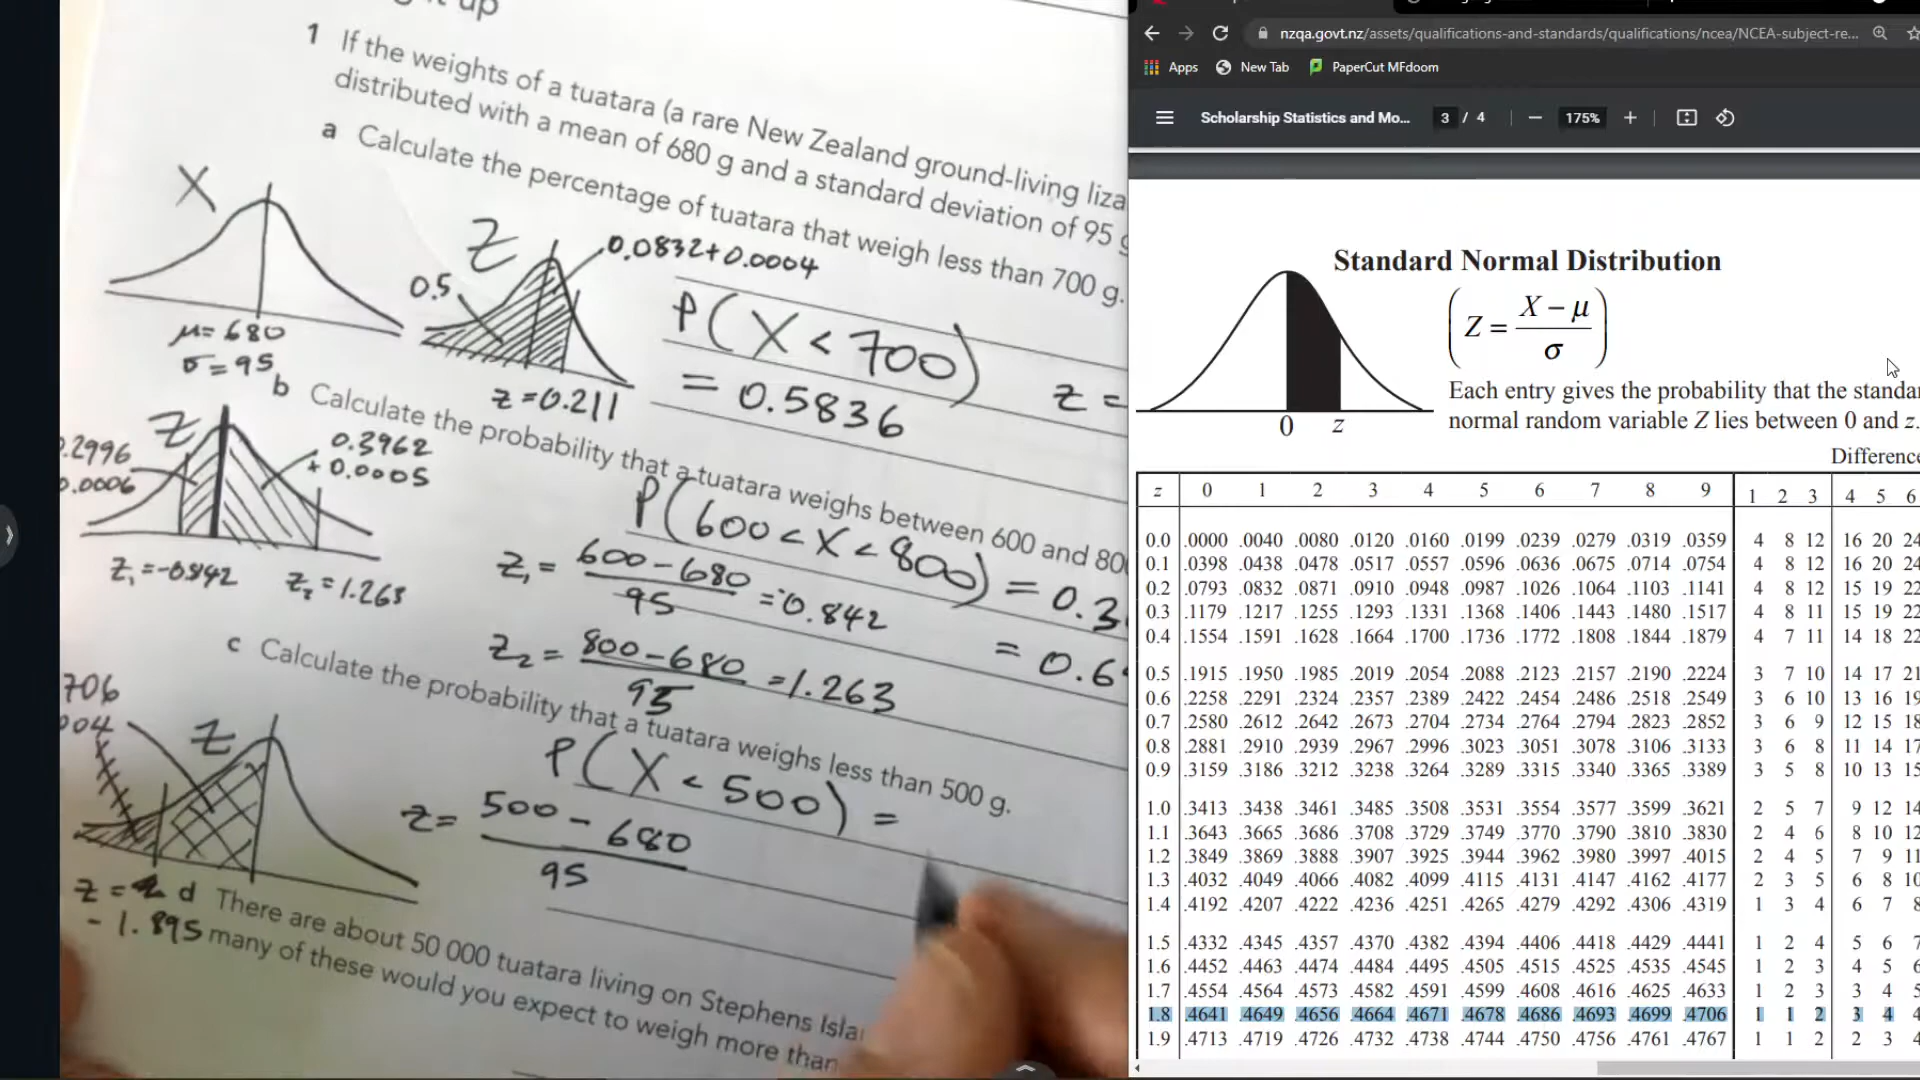 1 If the weights of a tuatara (a rare New Zealand ground-living liza
distributed with a mean of 680 g and a standard deviation of 95 g
a Calculate the percentage of tuatara that weigh less than 700 g.
X
μ= 680
σ = 95
Z
0.5
0.0832+0.0004
z =0.211
P(X < 700)
= 0.5836
z =
b Calculate the probability that a tuatara weighs between 600 and 80
Z
.2996
0.0006
0.3962
+ 0.0005
z₁ = -0.842
z₂ = 1.263
P(600 < X < 800) = 0.3
z₁ = 600 - 680 / 95 = -0.842
= 0.6
z₂ = 800-680 / 95 = 1.263
c Calculate the probability that a tuatara weighs less than 500 g.
706
004
Z
P(X < 500) =
z= 500 - 680 / 95
z =
- 1.895
d There are about 50 000 tuatara living on Stephens Isla
many of these would you expect to weigh more than
nzqa.govt.nz/assets/qualifications-and-standards/qualifications/ncea/NCEA-subject-re...
Apps New Tab PaperCut MFdoom
Scholarship Statistics and Mo... 3 / 4 175%
Standard Normal Distribution
(Z = X − μ / σ)
0 z
Each entry gives the probability that the standar
normal random variable Z lies between 0 and z.
Difference
z 0 1 2 3 4 5 6 7 8 9 1 2 3 4 5 6
0.0 .0000 .0040 .0080 .0120 .0160 .0199 .0239 .0279 .0319 .0359 4 8 12 16 20 24
0.1 .0398 .0438 .0478 .0517 .0557 .0596 .0636 .0675 .0714 .0754 4 8 12 16 20 24
0.2 .0793 .0832 .0871 .0910 .0948 .0987 .1026 .1064 .1103 .1141 4 8 12 15 19 22
0.3 .1179 .1217 .1255 .1293 .1331 .1368 .1406 .1443 .1480 .1517 4 8 11 15 19 22
0.4 .1554 .1591 .1628 .1664 .1700 .1736 .1772 .1808 .1844 .1879 4 7 11 14 18 22
0.5 .1915 .1950 .1985 .2019 .2054 .2088 .2123 .2157 .2190 .2224 3 7 10 14 17 21
0.6 .2258 .2291 .2324 .2357 .2389 .2422 .2454 .2486 .2518 .2549 3 6 10 13 16 19
0.7 .2580 .2612 .2642 .2673 .2704 .2734 .2764 .2794 .2823 .2852 3 6 9 12 15 18
0.8 .2881 .2910 .2939 .2967 .2996 .3023 .3051 .3078 .3106 .3133 3 6 8 11 14 17
0.9 .3159 .3186 .3212 .3238 .3264 .3289 .3315 .3340 .3365 .3389 3 5 8 10 13 15
1.0 .3413 .3438 .3461 .3485 .3508 .3531 .3554 .3577 .3599 .3621 2 5 7 9 12 14
1.1 .3643 .3665 .3686 .3708 .3729 .3749 .3770 .3790 .3810 .3830 2 4 6 8 10 12
1.2 .3849 .3869 .3888 .3907 .3925 .3944 .3962 .3980 .3997 .4015 2 4 5 7 9 11
1.3 .4032 .4049 .4066 .4082 .4099 .4115 .4131 .4147 .4162 .4177 2 3 5 6 8 10
1.4 .4192 .4207 .4222 .4236 .4251 .4265 .4279 .4292 .4306 .4319 1 3 4 6 7 8
1.5 .4332 .4345 .4357 .4370 .4382 .4394 .4406 .4418 .4429 .4441 1 2 4 5 6 7
1.6 .4452 .4463 .4474 .4484 .4495 .4505 .4515 .4525 .4535 .4545 1 2 3 4 5 6
1.7 .4554 .4564 .4573 .4582 .4591 .4599 .4608 .4616 .4625 .4633 1 2 3 3 4 5
1.8 .4641 .4649 .4656 .4664 .4671 .4678 .4686 .4693 .4699 .4706 1 1 2 3 4 4
1.9 .4713 .4719 .4726 .4732 .4738 .4744 .4750 .4756 .4761 .4767 1 1 2 2 3 4